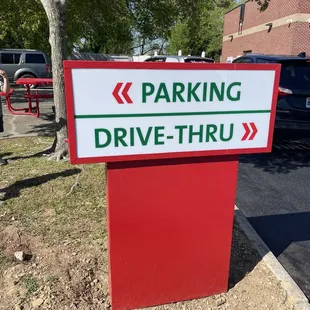 « PARKING
DRIVE-THRU »